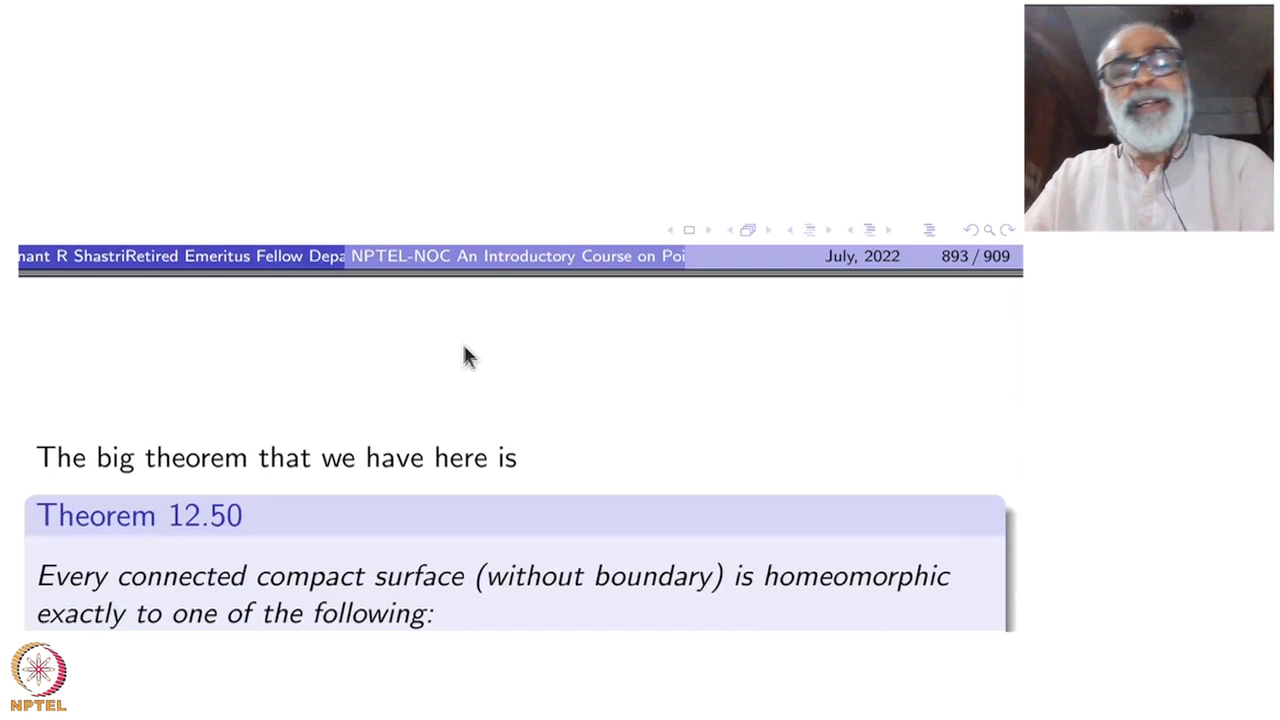 nant R ShastriRetired Emeritus Fellow Depa NPTEL-NOC An Introductory Course on Poi July, 2022 893 / 909
The big theorem that we have here is
Theorem 12.50
Every connected compact surface (without boundary) is homeomorphic
exactly to one of the following:
NPTEL